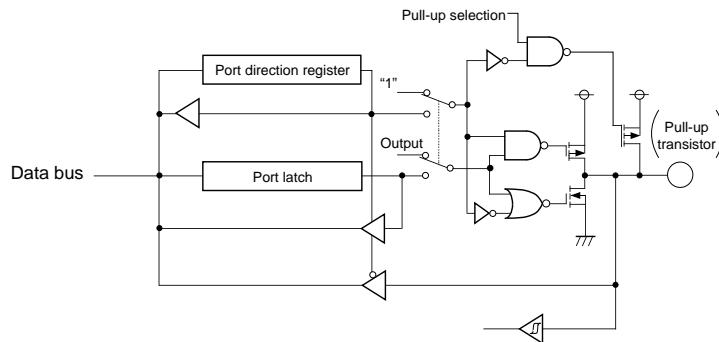 Pull-up selection
Port direction register
“1”
Output
Data bus
Port latch
(Pull-up
transistor)